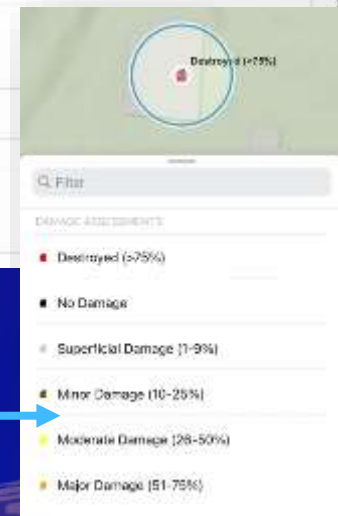 Destroyed (>75%)
Filter
DAMAGE ASSESSMENTS
Destroyed (>75%)
No Damage
Superficial Damage (1-9%)
Minor Damage (10-25%)
Moderate Damage (26-50%)
Major Damage (51-75%)